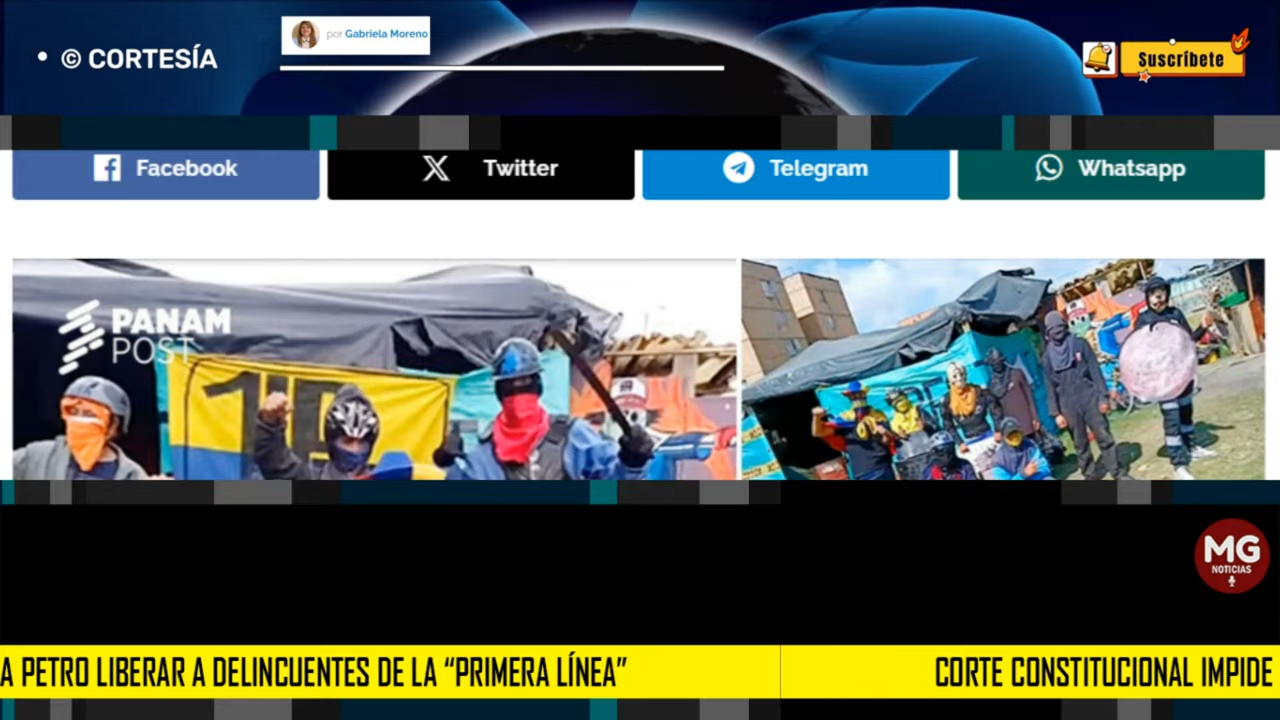 • © CORTESÍA
por Gabriela Moreno
Suscríbete
Facebook
Twitter
Telegram
Whatsapp
PANAM
POST
MG
NOTICIAS
A PETRO LIBERAR A DELINCUENTES DE LA “PRIMERA LÍNEA”
CORTE CONSTITUCIONAL IMPIDE